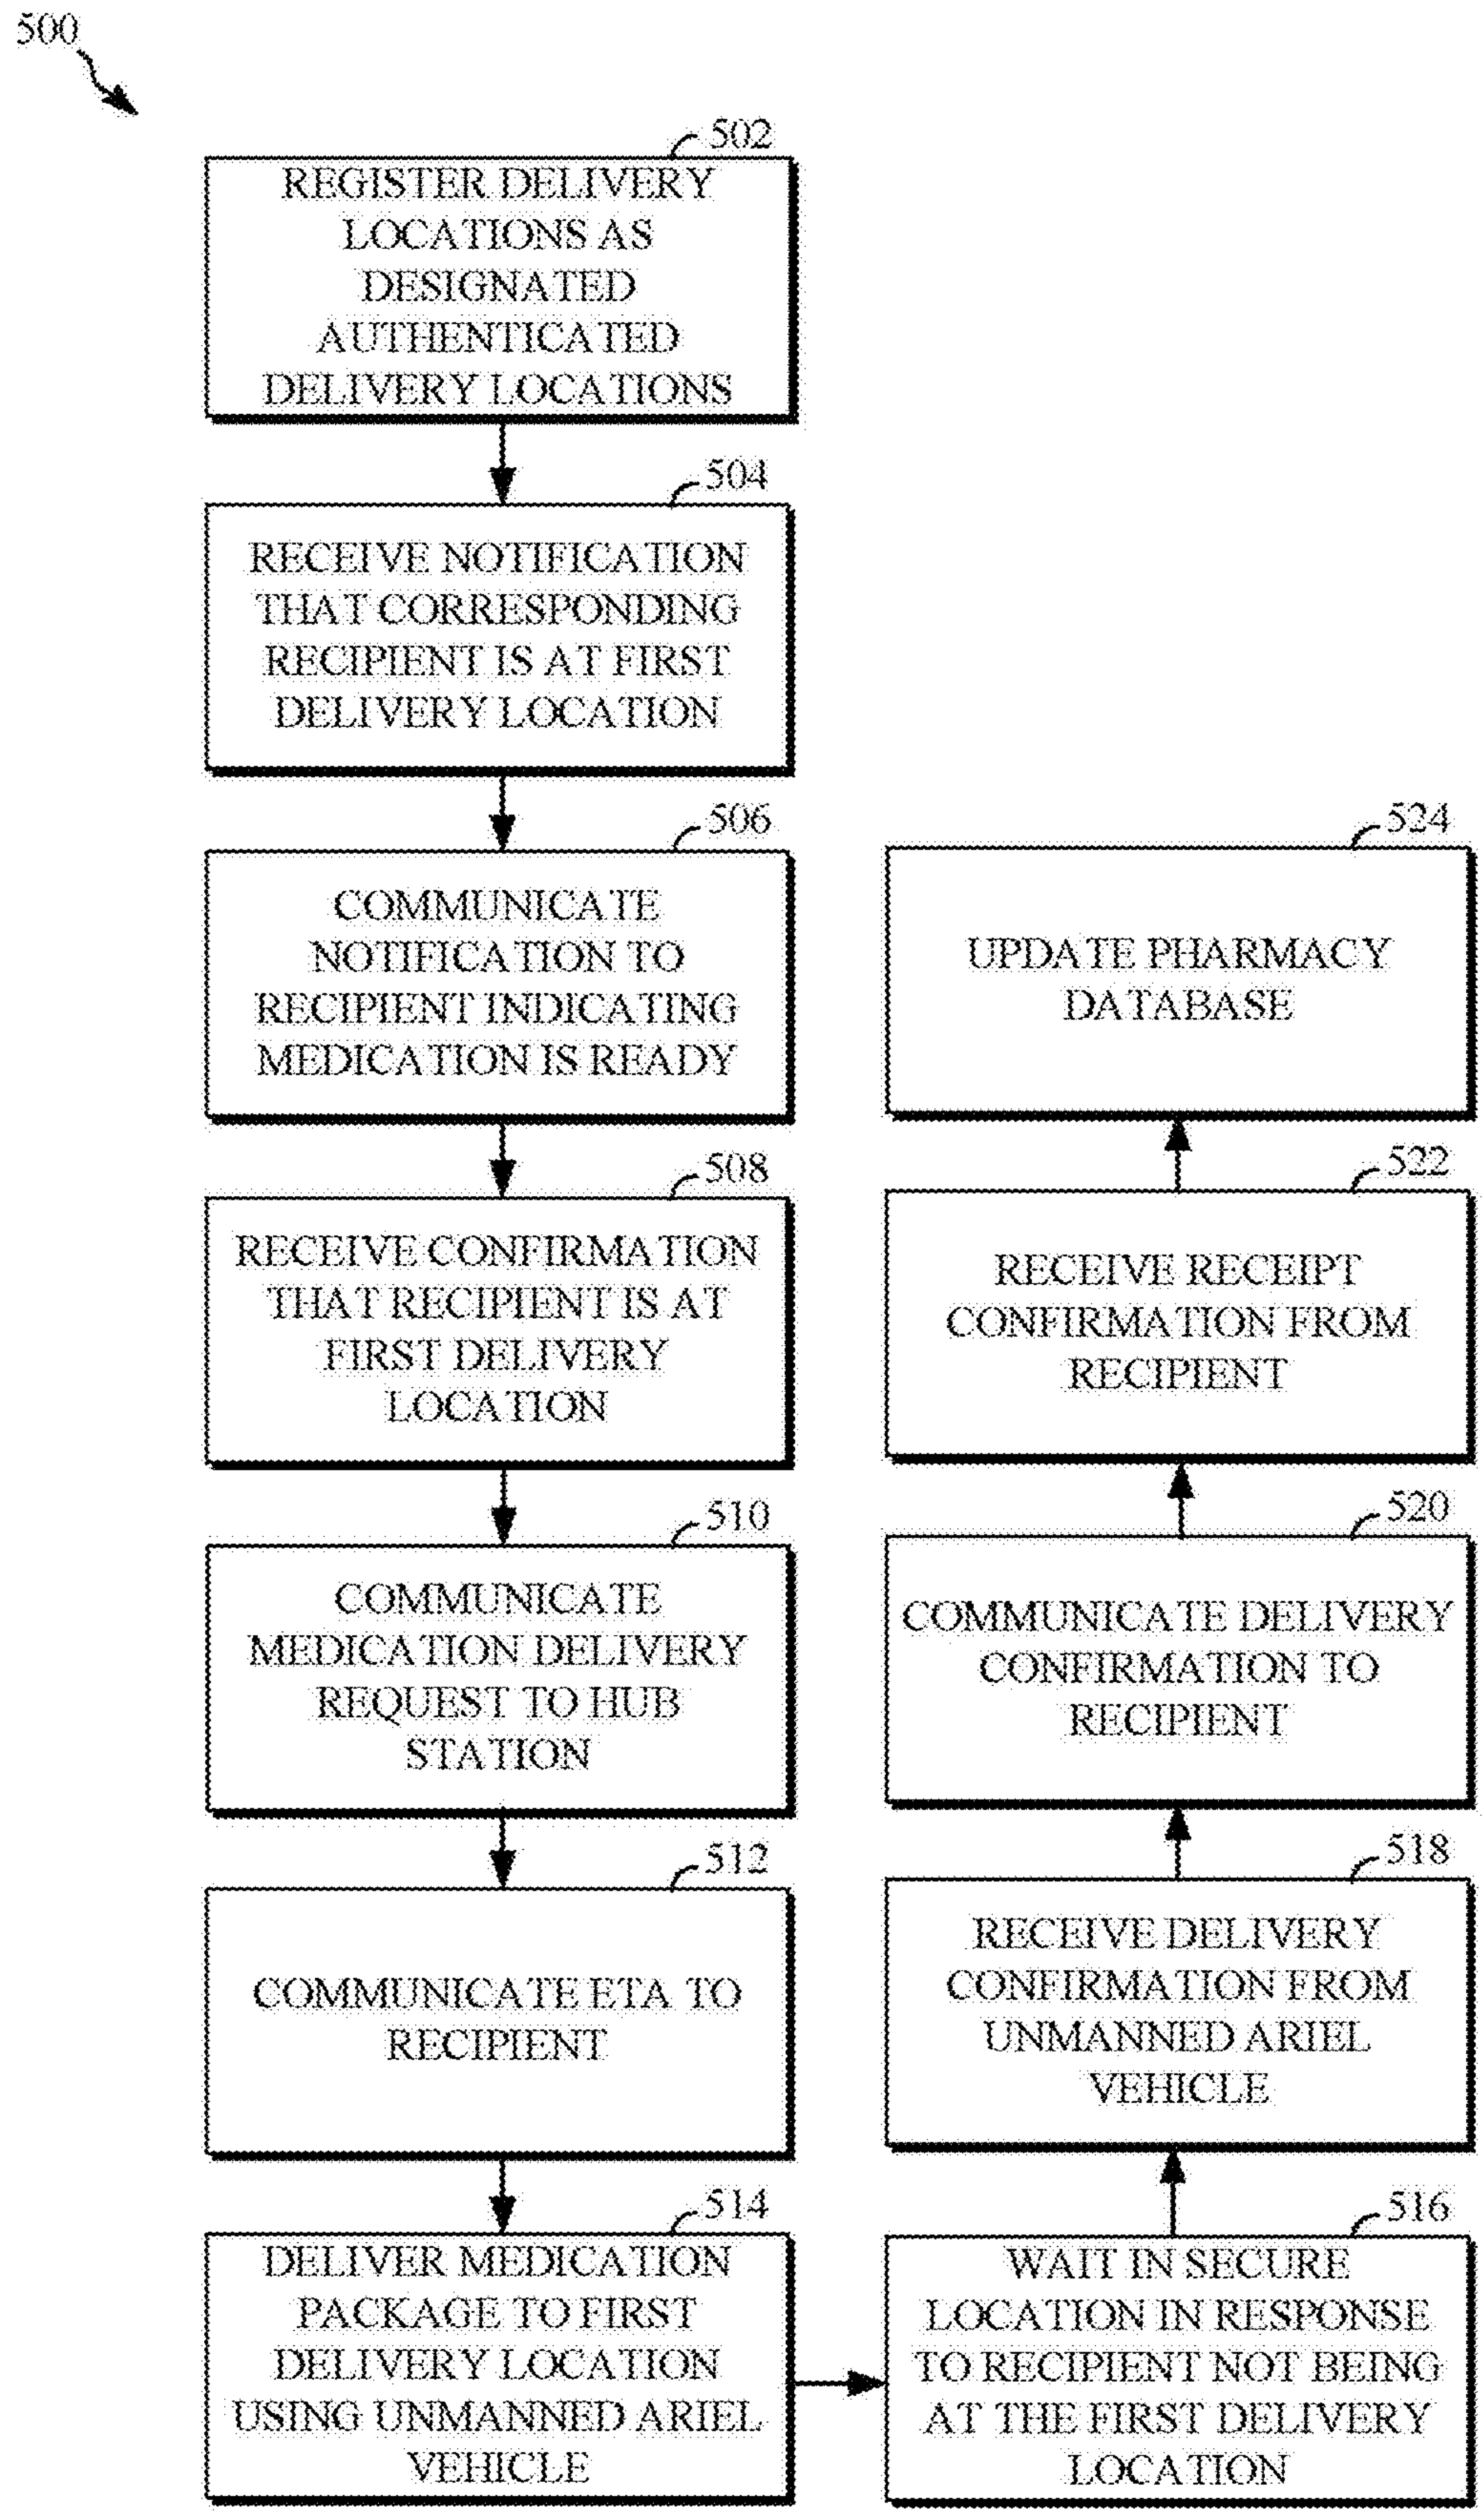 500
502
REGISTER DELIVERY
LOCATIONS AS
DESIGNATED
AUTHENTICATED
DELIVERY LOCATIONS
504
RECEIVE NOTIFICATION
THAT CORRESPONDING
RECIPIENT IS AT FIRST
DELIVERY LOCATION
506
COMMUNICATE
NOTIFICATION TO
RECIPIENT INDICATING
MEDICATION IS READY
508
RECEIVE CONFIRMATION
THAT RECIPIENT IS AT
FIRST DELIVERY
LOCATION
510
COMMUNICATE
MEDICATION DELIVERY
REQUEST TO HUB
STATION
512
COMMUNICATE ETA TO
RECIPIENT
514
DELIVER MEDICATION
PACKAGE TO FIRST
DELIVERY LOCATION
USING UNMANNED ARIEL
VEHICLE
516
WAIT IN SECURE
LOCATION IN RESPONSE
TO RECIPIENT NOT BEING
AT THE FIRST DELIVERY
LOCATION
518
RECEIVE DELIVERY
CONFIRMATION FROM
UNMANNED ARIEL
VEHICLE
520
COMMUNICATE DELIVERY
CONFIRMATION TO
RECIPIENT
522
RECEIVE RECEIPT
CONFIRMATION FROM
RECIPIENT
524
UPDATE PHARMACY
DATABASE